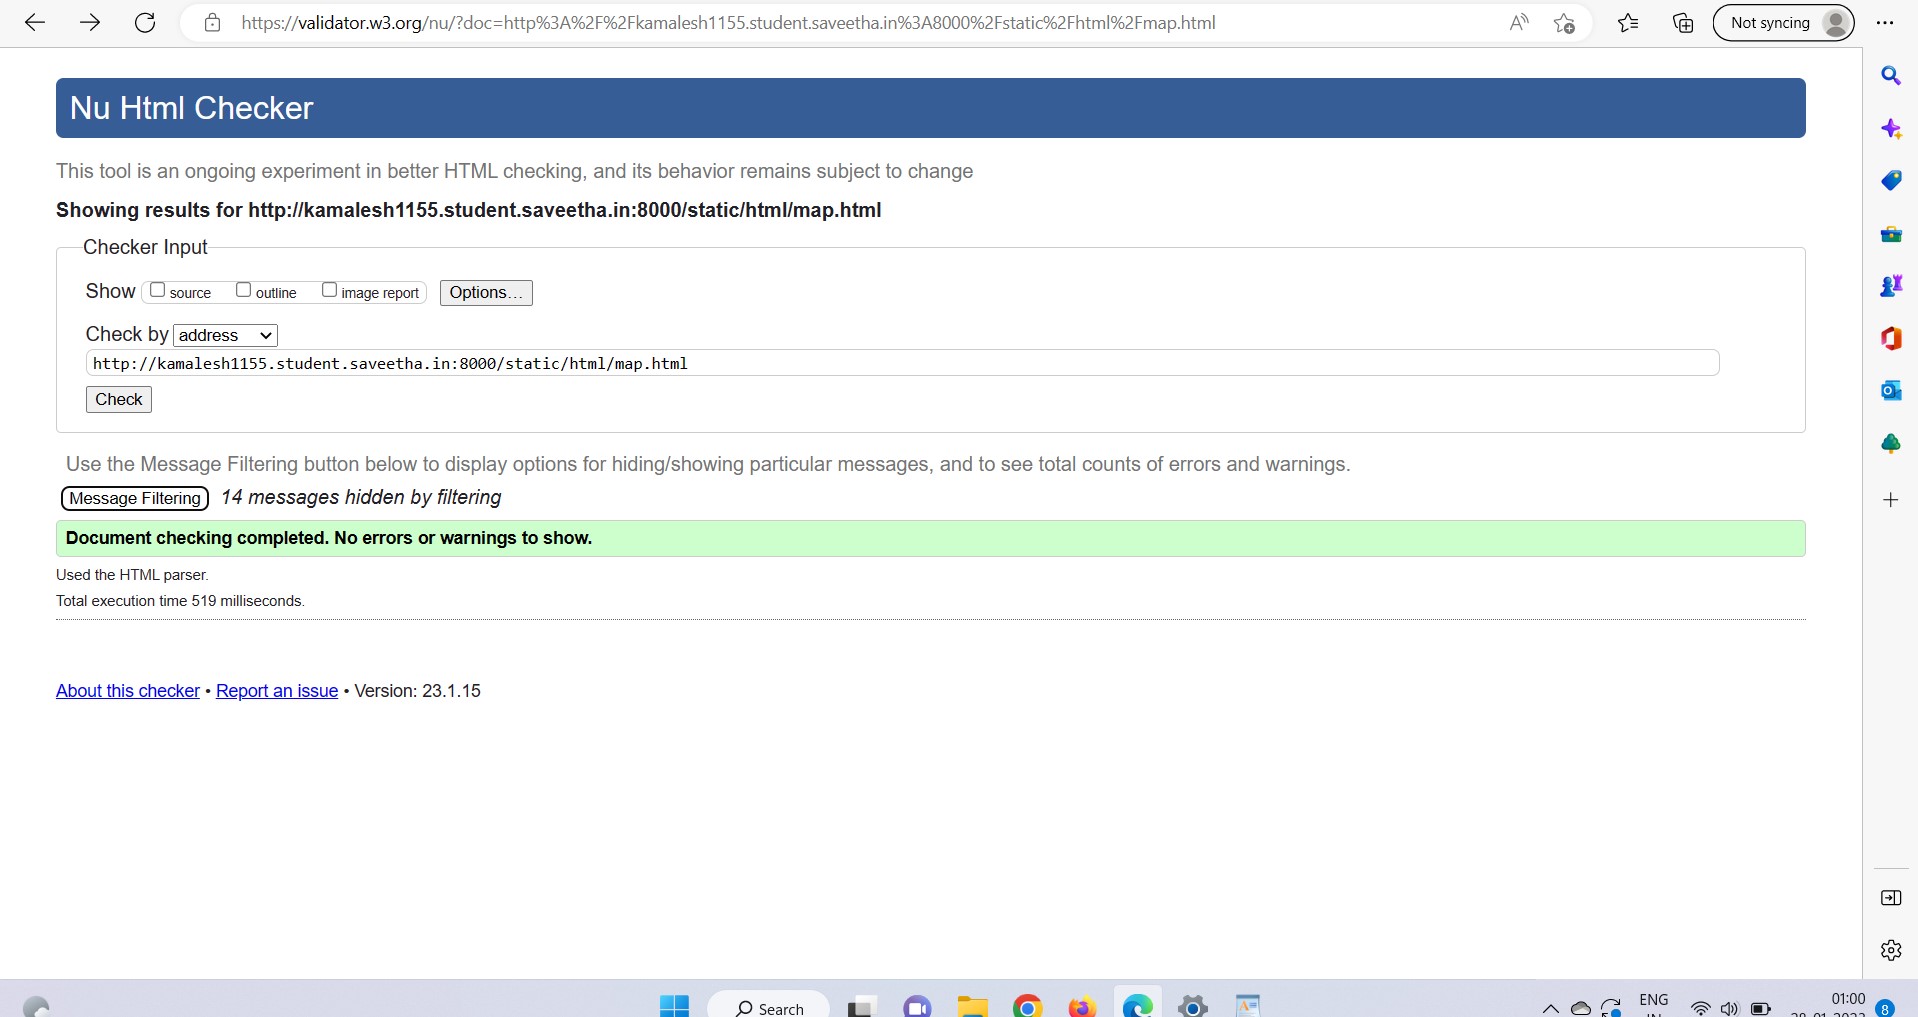 https://validator.w3.org/nu/?doc=http%3A%2F%2Fkamalesh1155.student.saveetha.in%3A8000%2Fstatic%2Fhtml%2Fmap.html
Not syncing
Nu Html Checker
This tool is an ongoing experiment in better HTML checking, and its behavior remains subject to change
Showing results for http://kamalesh1155.student.saveetha.in:8000/static/html/map.html
Checker Input
Show source outline image report Options...
Check by address
http://kamalesh1155.student.saveetha.in:8000/static/html/map.html
Check
Use the Message Filtering button below to display options for hiding/showing particular messages, and to see total counts of errors and warnings.
Message Filtering 14 messages hidden by filtering
Document checking completed. No errors or warnings to show.
Used the HTML parser.
Total execution time 519 milliseconds.
About this checker • Report an issue • Version: 23.1.15
Search
ENG
01:00
8